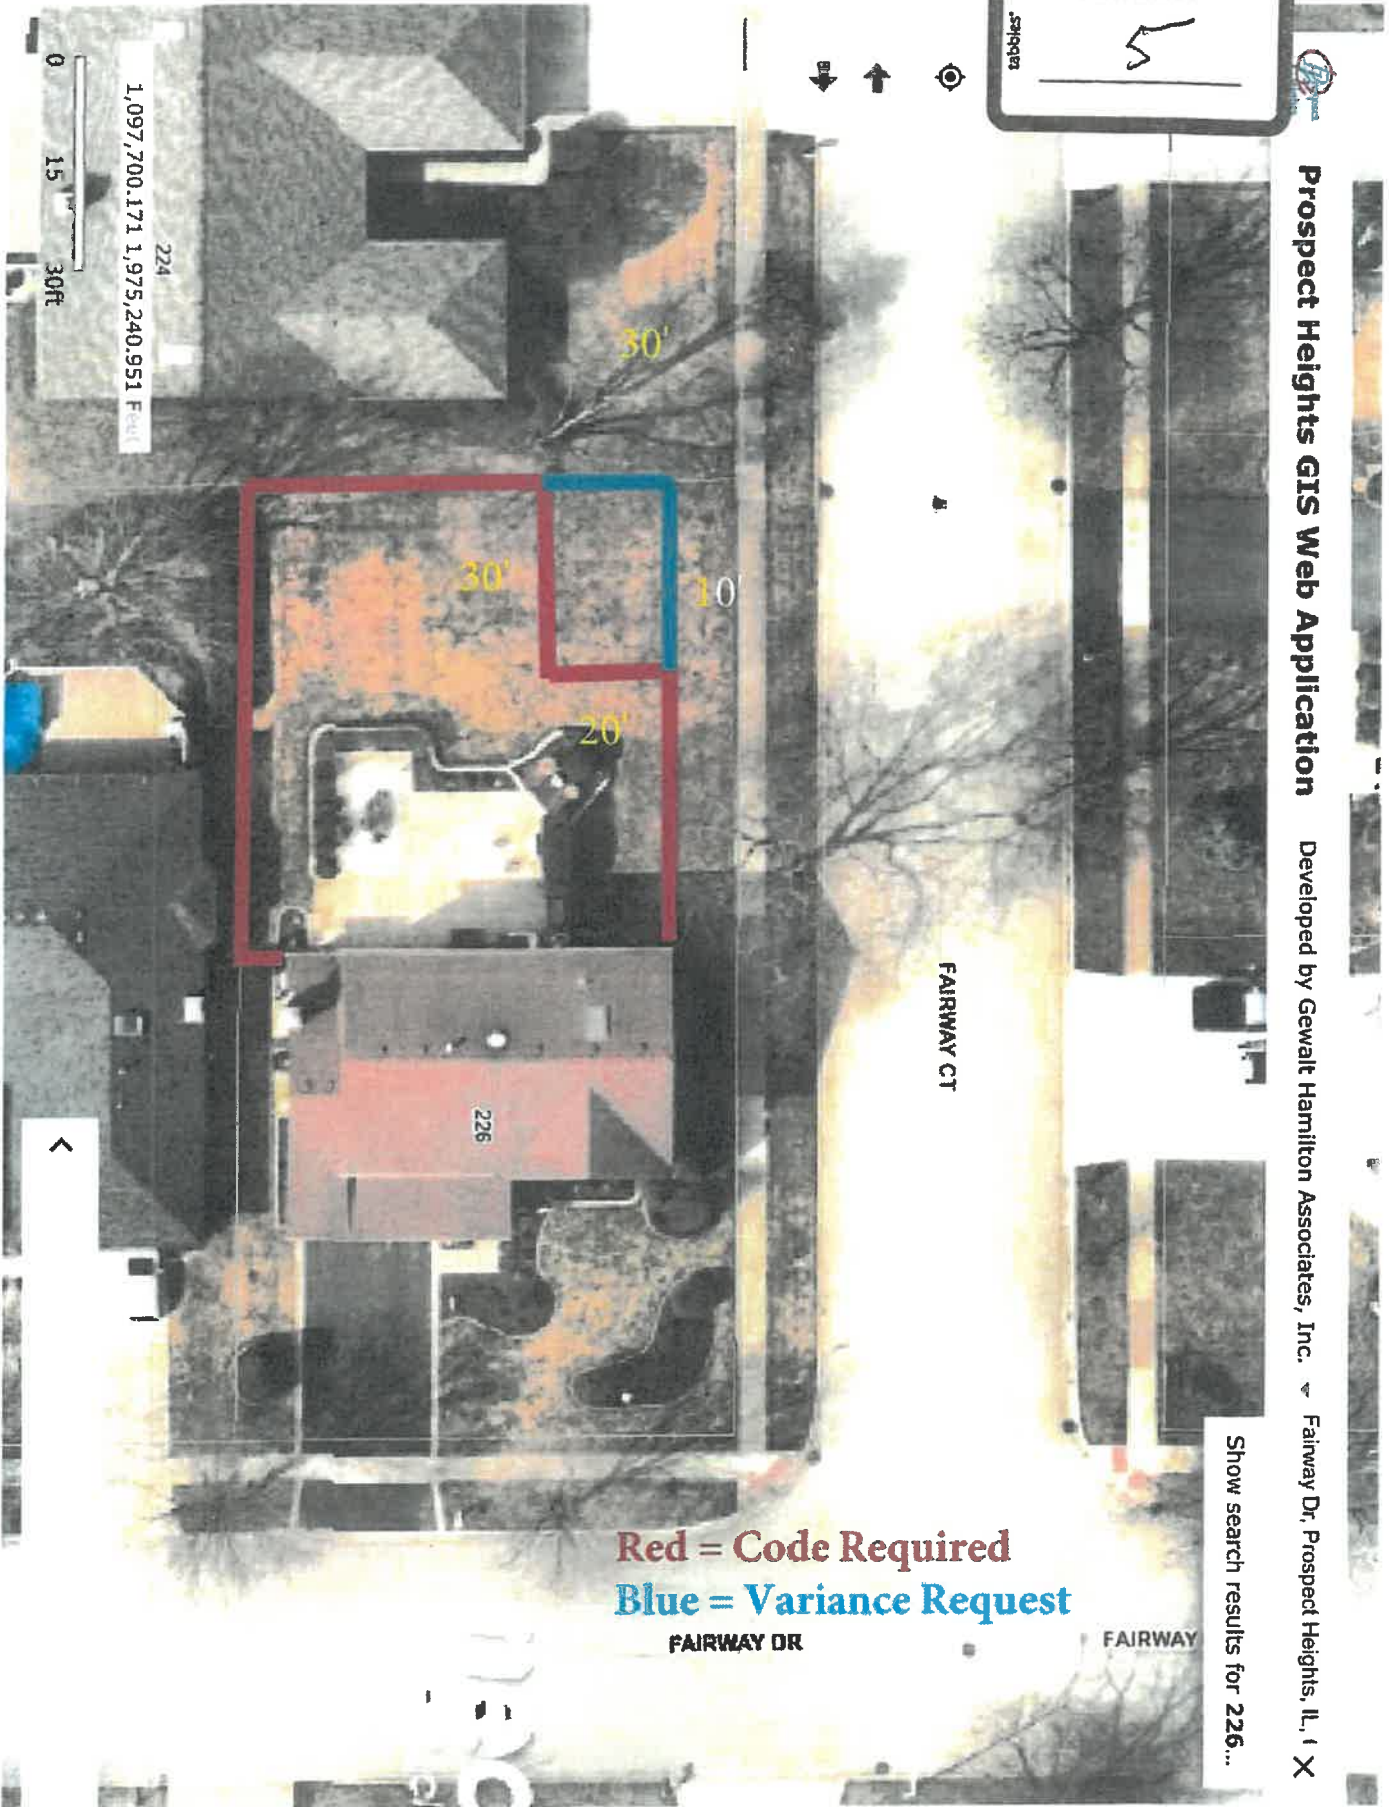 Prospect Heights GIS Web Application
Developed by Gewalt Hamilton Associates, Inc.
Fairway Dr, Prospect Heights, IL,
X
Show search results for 226...
tables.
FAIRWAY CT
30'
10'
30'
20'
226
224
1,097,700.171 1,975,240.951 Feet
0 15 30ft
Red = Code Required
Blue = Variance Request
FAIRWAY DR
FAIRWAY